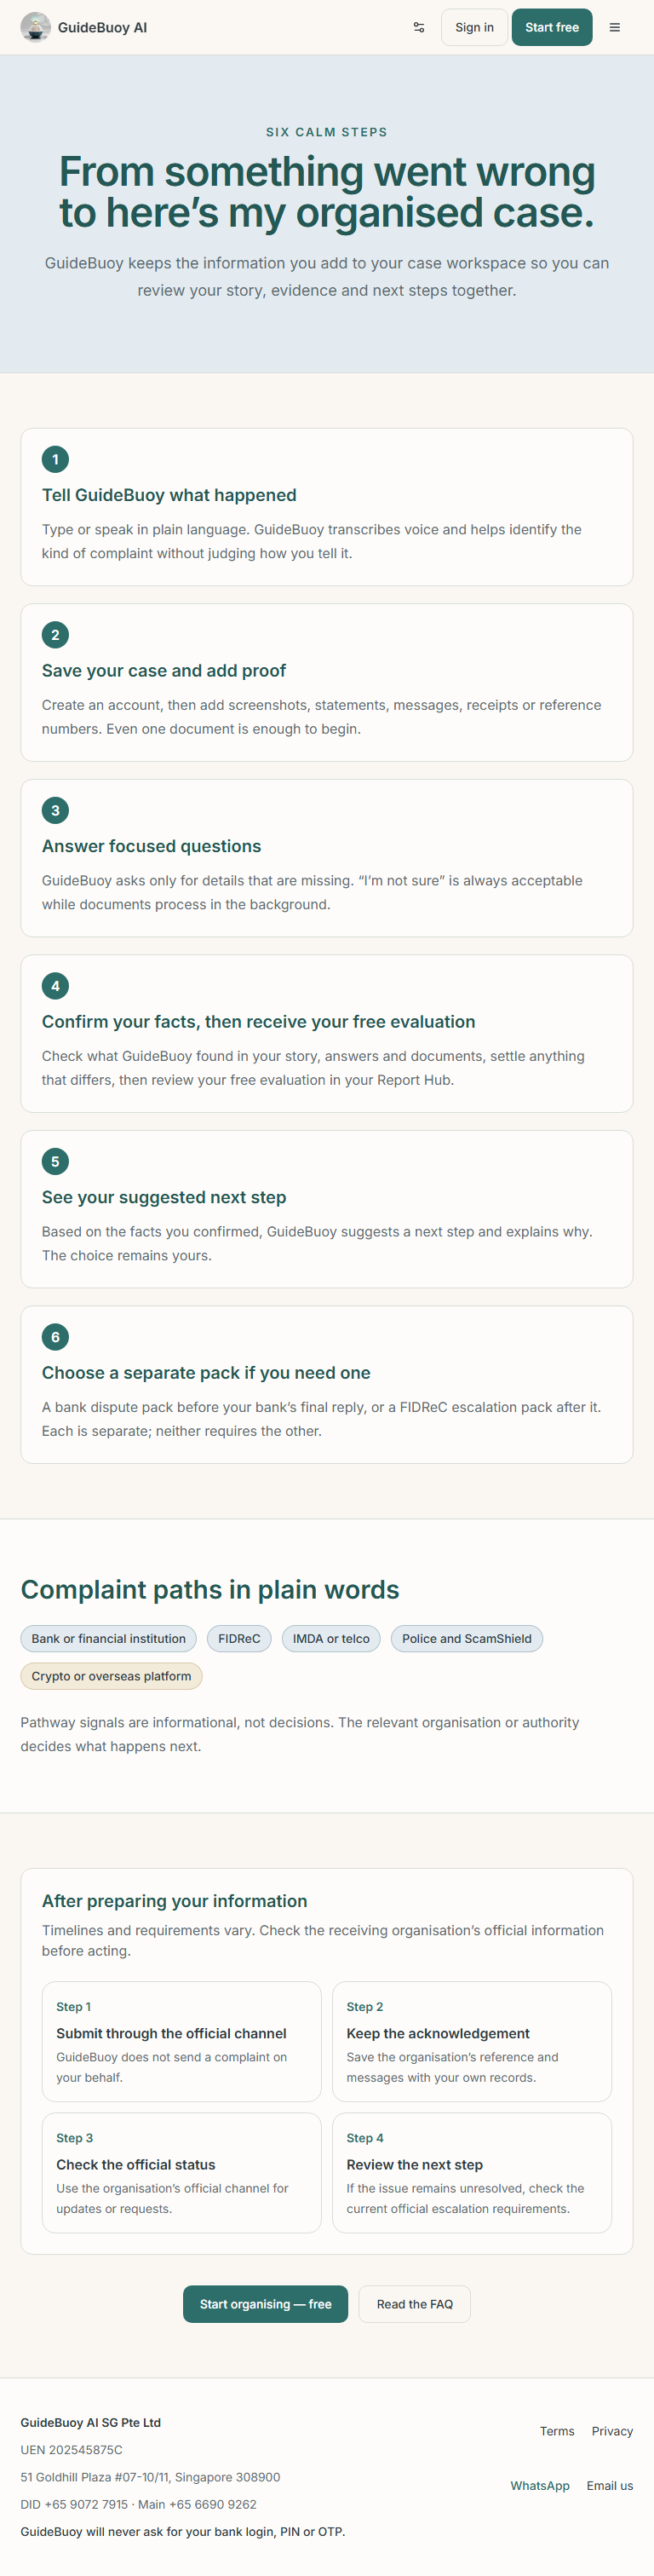 GuideBuoy AI
Sign in
Start free
SIX CALM STEPS
From something went wrong
to here’s my organised case.
GuideBuoy keeps the information you add to your case workspace so you can
review your story, evidence and next steps together.
1
Tell GuideBuoy what happened
Type or speak in plain language. GuideBuoy transcribes voice and helps identify the
kind of complaint without judging how you tell it.
2
Save your case and add proof
Create an account, then add screenshots, statements, messages, receipts or reference
numbers. Even one document is enough to begin.
3
Answer focused questions
GuideBuoy asks only for details that are missing. “I’m not sure” is always acceptable
while documents process in the background.
4
Confirm your facts, then receive your free evaluation
Check what GuideBuoy found in your story, answers and documents, settle anything
that differs, then review your free evaluation in your Report Hub.
5
See your suggested next step
Based on the facts you confirmed, GuideBuoy suggests a next step and explains why.
The choice remains yours.
6
Choose a separate pack if you need one
A bank dispute pack before your bank’s final reply, or a FIDReC escalation pack after it.
Each is separate; neither requires the other.
Complaint paths in plain words
Bank or financial institution
FIDReC
IMDA or telco
Police and ScamShield
Crypto or overseas platform
Pathway signals are informational, not decisions. The relevant organisation or authority
decides what happens next.
After preparing your information
Timelines and requirements vary. Check the receiving organisation’s official information
before acting.
Step 1
Submit through the official channel
GuideBuoy does not send a complaint on
your behalf.
Step 2
Keep the acknowledgement
Save the organisation’s reference and
messages with your own records.
Step 3
Check the official status
Use the organisation’s official channel for
updates or requests.
Step 4
Review the next step
If the issue remains unresolved, check the
current official escalation requirements.
Start organising — free
Read the FAQ
GuideBuoy AI SG Pte Ltd
UEN 202545875C
51 Goldhill Plaza #07-10/11, Singapore 308900
DID +65 9072 7915 · Main +65 6690 9262
GuideBuoy will never ask for your bank login, PIN or OTP.
Terms
Privacy
WhatsApp
Email us